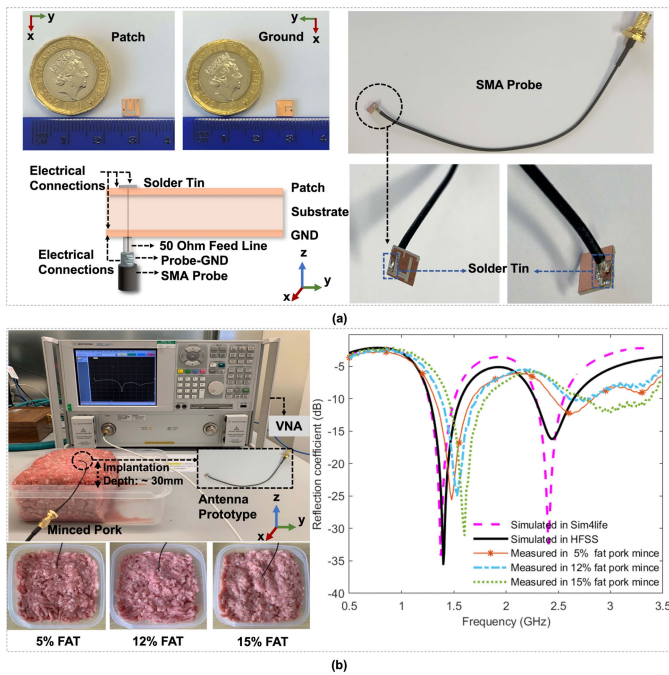 y
x
Patch
y
x
Ground
SMA Probe
Electrical
Connections
Solder Tin
Patch
Substrate
GND
Electrical
Connections
50 Ohm Feed Line
Probe-GND
SMA Probe
z
y
x
Solder Tin
(a)
VNA
Implantation
Depth: ~ 30mm
Minced Pork
Antenna
Prototype
z
y
x
5% FAT
12% FAT
15% FAT
Reflection coefficient (dB)
0
-5
-10
-15
-20
-25
-30
-35
-40
Simulated in Sim4life
Simulated in HFSS
Measured in 5% fat pork mince
Measured in 12% fat pork mince
Measured in 15% fat pork mince
0.5
1
1.5
2
2.5
3
3.5
Frequency (GHz)
(b)